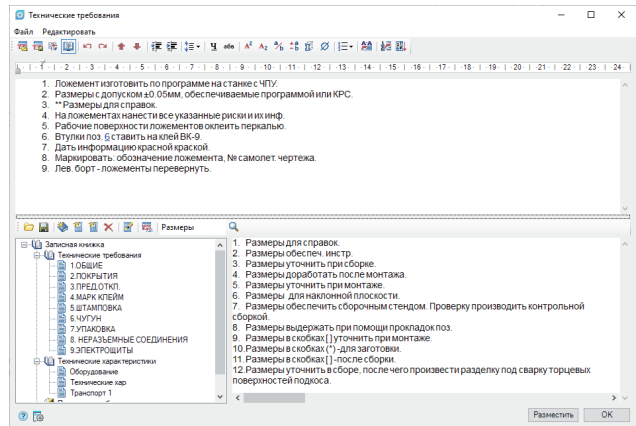 Технические требования
Файл Редактировать
1. Ложемент изготовить по программе на станке с ЧПУ.
2. Размеры с допуском ±0.05мм, обеспечиваемые программой или КРС.
3. ** Размеры для справок.
4. На ложементах нанести все указанные риски и их инф.
5. Рабочие поверхности ложементов оклеить перкалью.
6. Втулки поз. 6 ставить на клей ВК-9.
7. Дать информацию красной краской.
8. Маркировать: обозначение ложемента, № самолет. чертежа.
9. Лев. борт - ложементы перевернуть.
Размеры
Записная книжка
Технические требования
1.ОБЩИЕ
2.ПОКРЫТИЯ
3.ПРЕД.ОТКЛ.
4.МАРК КЛЕЙМ
5.ШТАМПОВКА
6.ЧУГУН
7.УПАКОВКА
8. НЕРАЗЪЕМНЫЕ СОЕДИНЕНИЯ
9.ЭЛЕКТРОЩИТЫ
Технические характеристики
Оборудование
Технические хар
Транспорт 1
1. Размеры для справок.
2. Размеры обеспеч. инстр.
3. Размеры уточнить при сборке.
4. Размеры доработать после монтажа.
5. Размеры уточнить при монтаже.
6. Размеры для наклонной плоскости.
7. Размеры обеспечить сборочным стендом. Проверку производить контрольной
сборкой.
8. Размеры выдержать при помощи прокладок поз.
9. Размеры в скобках [ ] уточнить при монтаже.
10. Размеры в скобках (*) - для заготовки.
11. Размеры в скобках [ ] - после сборки.
12. Размеры уточнить в сборе, после чего произвести разделку под сварку торцевых
поверхностей подкоса.
Разместить OK